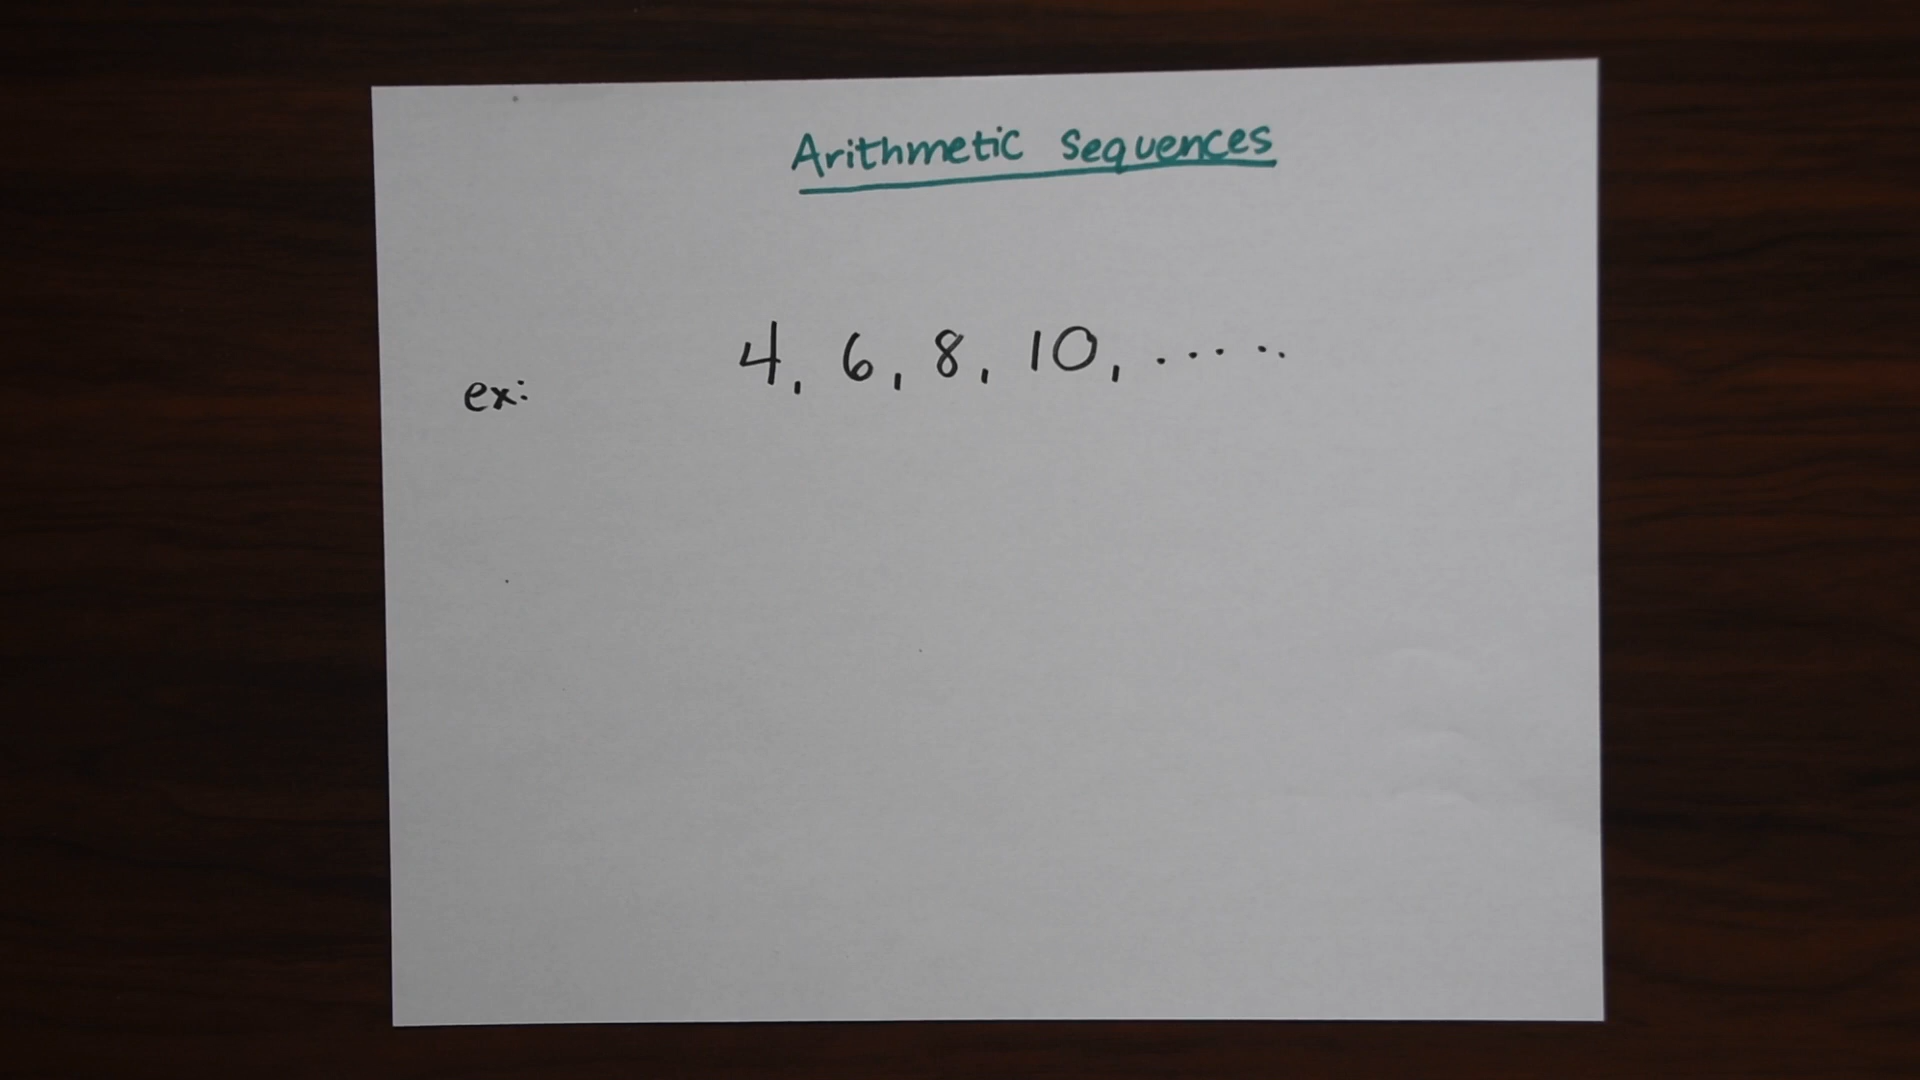 Arithmetic Sequences
4, 6, 8, 10, ......
ex: